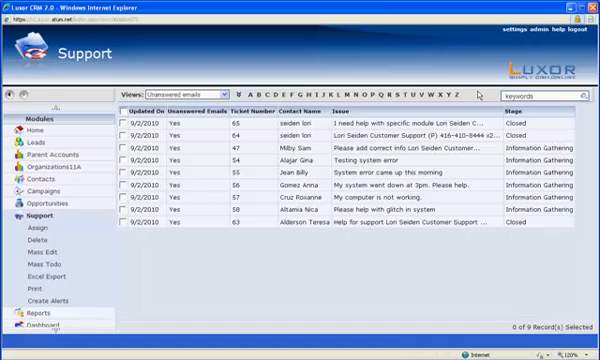 Luxor CRM 2.0 - Windows Internet Explorer
settings admin help logout
Support
LUXOR
SIMPLY CRM.ONLINE
Views: Unanswered emails A B C D E F G H I J K L M N O P Q R S T U V W X Y Z keywords
Modules
Home
Leads
Parent Accounts
Organizations11A
Contacts
Campaigns
Opportunities
Support
Assign
Delete
Mass Edit
Mass Todo
Excel Export
Print
Create Alerts
Reports
Dashboard
Updated On Unanswered Emails Ticket Number Contact Name Issue Stage
9/2/2010 Yes 65 seiden lori I need help with specific module Lori Seiden C... Closed
9/2/2010 Yes 64 seiden lori Lori Seiden Customer Support (P) 416-410-8444 x2... Closed
9/2/2010 Yes 47 Milby Sam Please add correct info Lori Seiden Customer... Information Gathering
9/2/2010 Yes 54 Alajar Gina Testing system error Information Gathering
9/2/2010 Yes 55 Jean Billy System error came up this morning Information Gathering
9/2/2010 Yes 56 Gomez Anna My system went down at 3pm. Please help. Information Gathering
9/2/2010 Yes 57 Cruz Roxanne My computer is not working. Information Gathering
9/2/2010 Yes 58 Altamia Nica Please help with glitch in system Information Gathering
9/2/2010 Yes 63 Alderson Teresa Help for support Lori Seiden Customer Support ... Closed
0 of 9 Record(s) Selected
Internet 120%